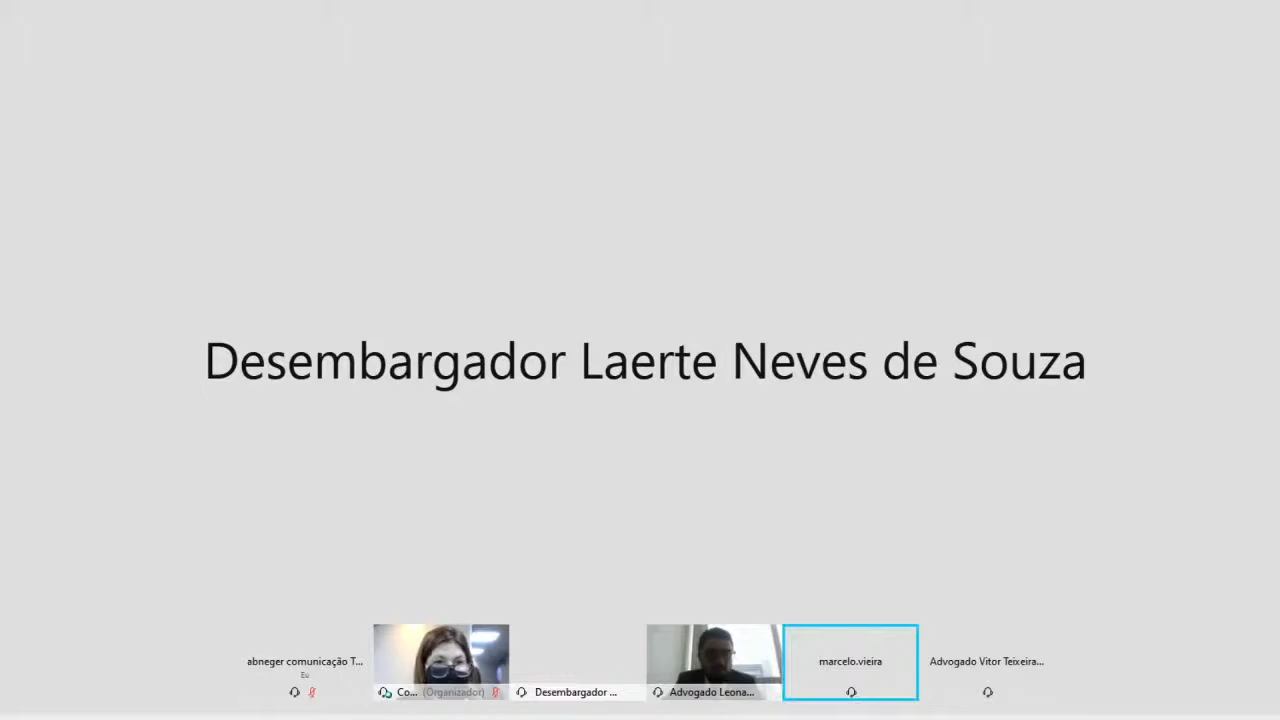 Desembargador Laerte Neves de Souza
abneger comunicação T...
Eu
Co... (Organizador)
Desembargador ...
Advogado Leona...
marcelo.vieira
Advogado Vitor Teixeira...